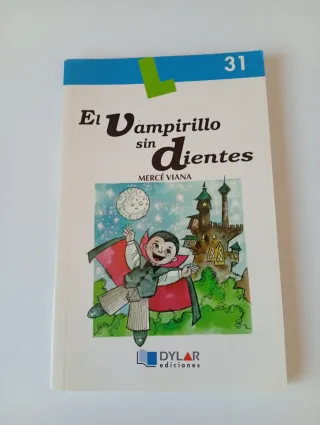 31
L
El vampirillo
sin
dientes
MERCÉ VIANA
DYLAR
ediciones